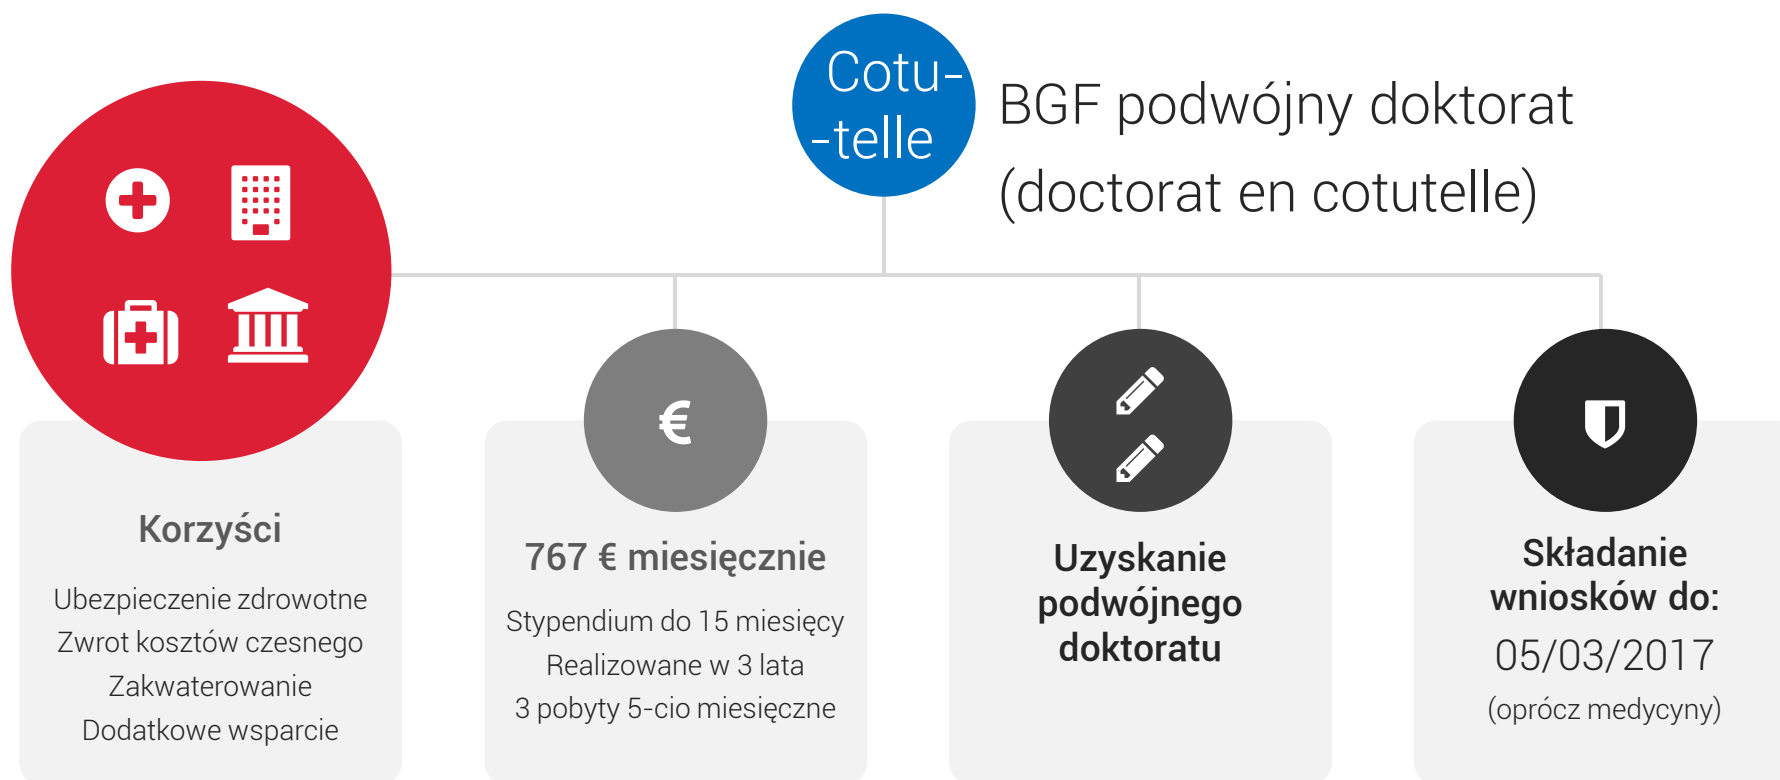 Cotu-
-telle
BGF podwójny doktorat
(doctorat en cotutelle)
Korzyści
Ubezpieczenie zdrowotne
Zwrot kosztów czesnego
Zakwaterowanie
Dodatkowe wsparcie
€
767 € miesięcznie
Stypendium do 15 miesięcy
Realizowane w 3 lata
3 pobyty 5-cio miesięczne
Uzyskanie
podwójnego
doktoratu
Składanie
wniosków do:
05/03/2017
(oprócz medycyny)